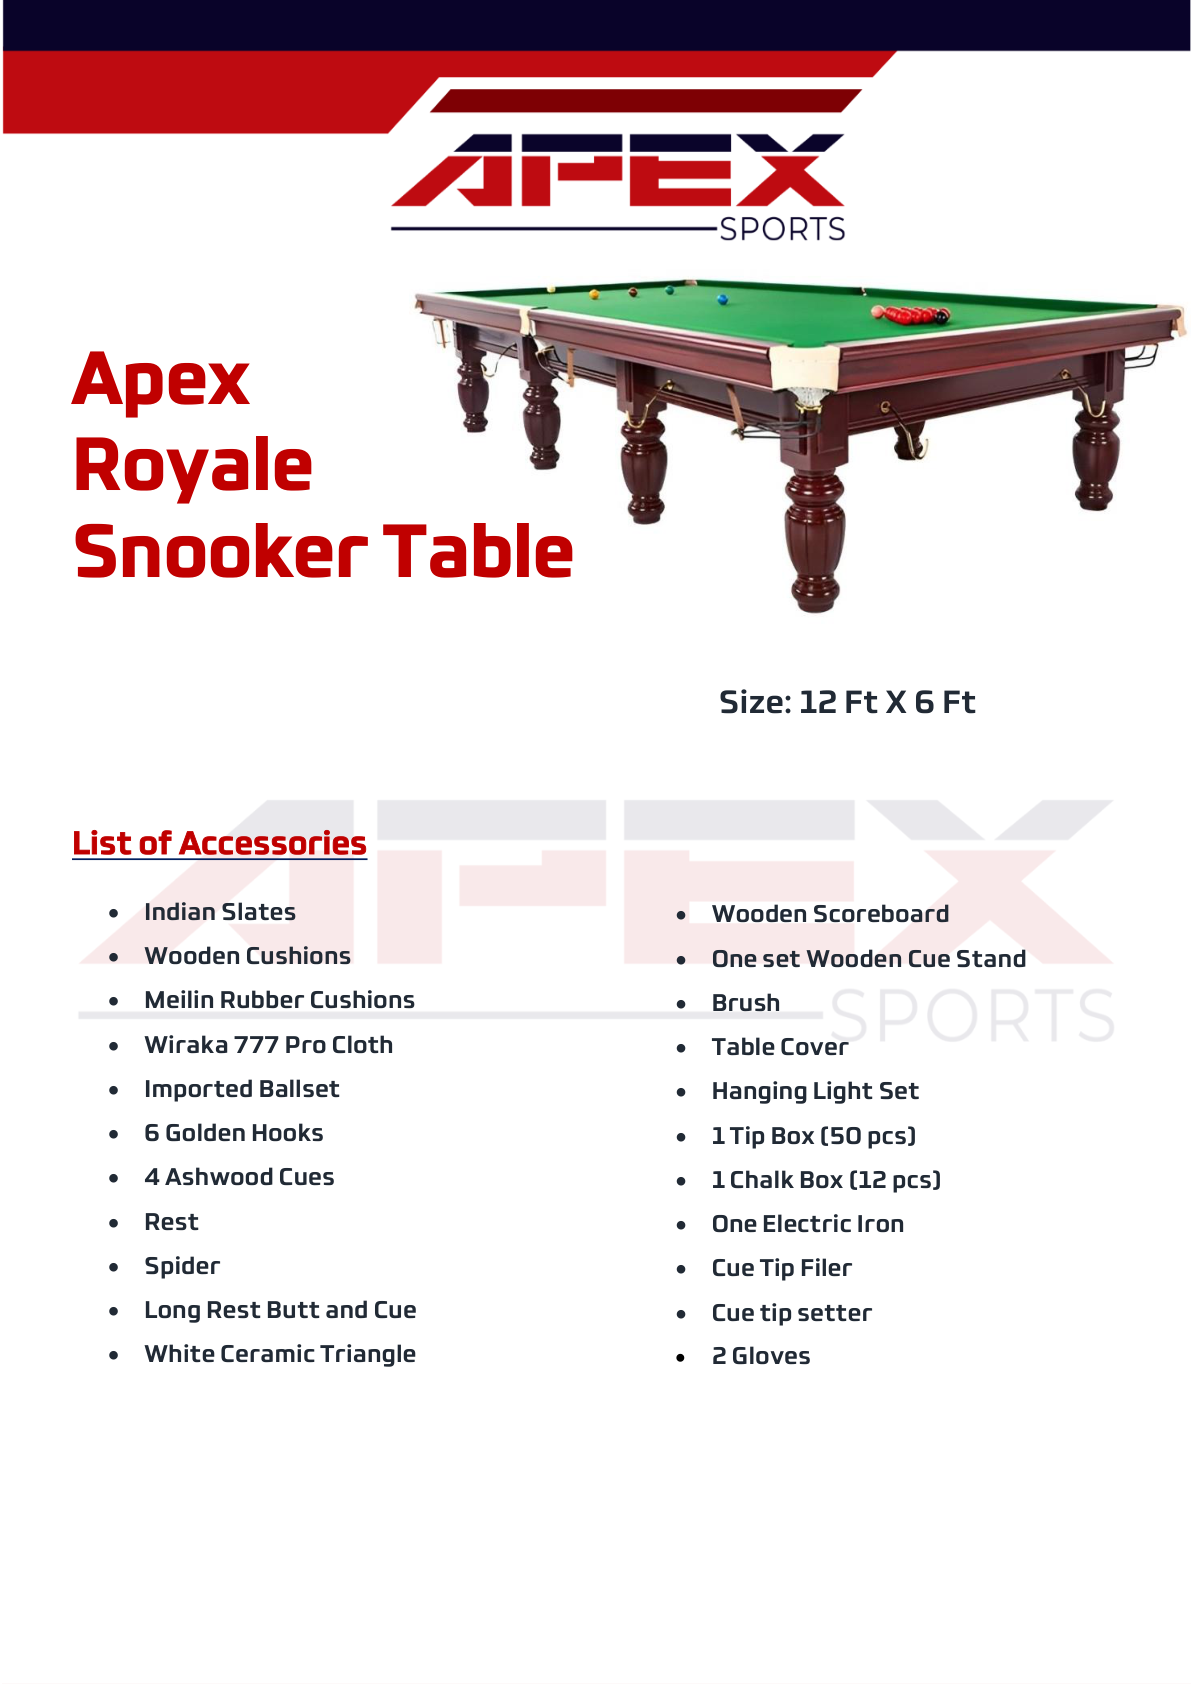 APEX
SPORTS
Apex
Royale
Snooker Table
Size: 12 Ft X 6 Ft
APEX
SPORTS
List of Accessories
• Indian Slates
• Wooden Cushions
• Meilin Rubber Cushions
• Wiraka 777 Pro Cloth
• Imported Ballset
• 6 Golden Hooks
• 4 Ashwood Cues
• Rest
• Spider
• Long Rest Butt and Cue
• White Ceramic Triangle
• Wooden Scoreboard
• One set Wooden Cue Stand
• Brush
• Table Cover
• Hanging Light Set
• 1 Tip Box (50 pcs)
• 1 Chalk Box (12 pcs)
• One Electric Iron
• Cue Tip Filer
• Cue tip setter
• 2 Gloves